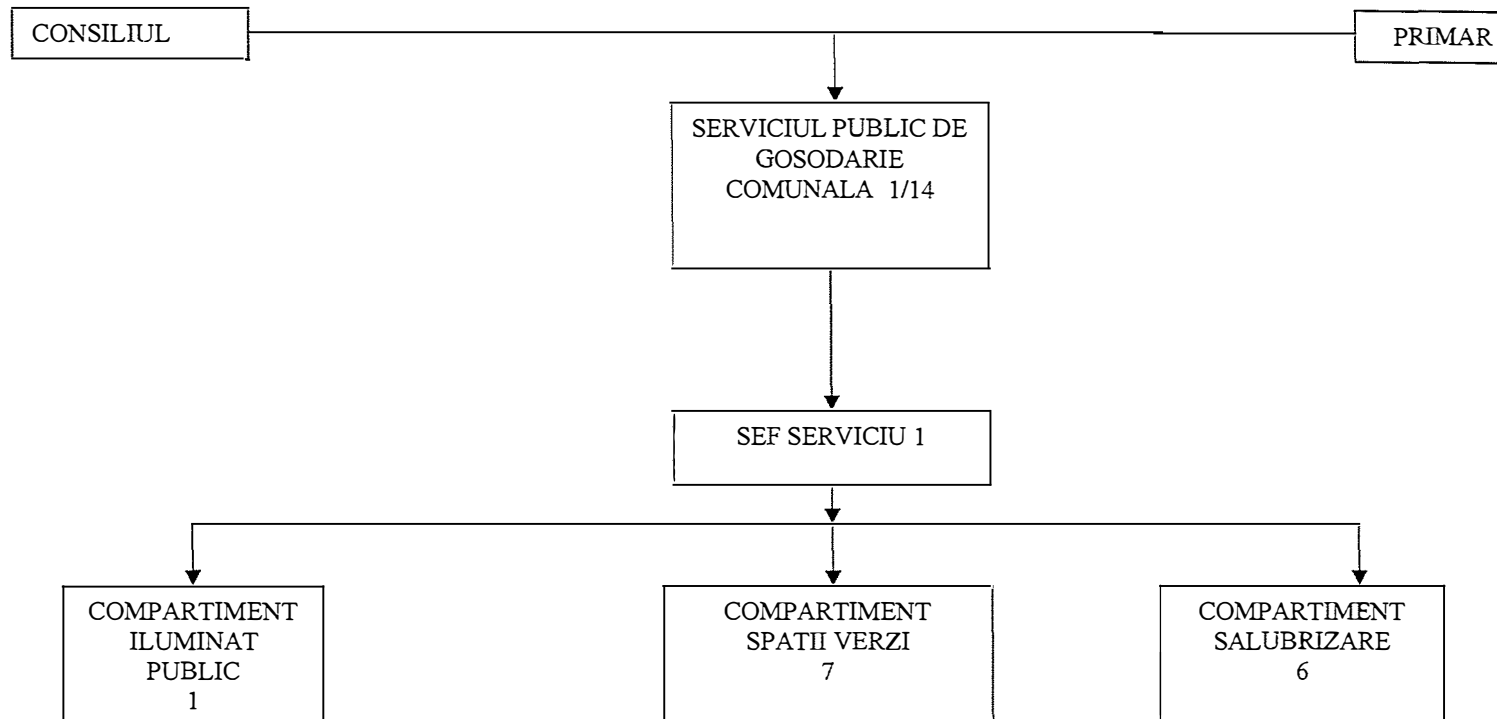 CONSILIUL
PRIMAR
SERVICIUL PUBLIC DE
GOSODARIE
COMUNALA 1/14
SEF SERVICIU 1
COMPARTIMENT
ILUMINAT
PUBLIC
1
COMPARTIMENT
SPATII VERZI
7
COMPARTIMENT
SALUBRIZARE
6